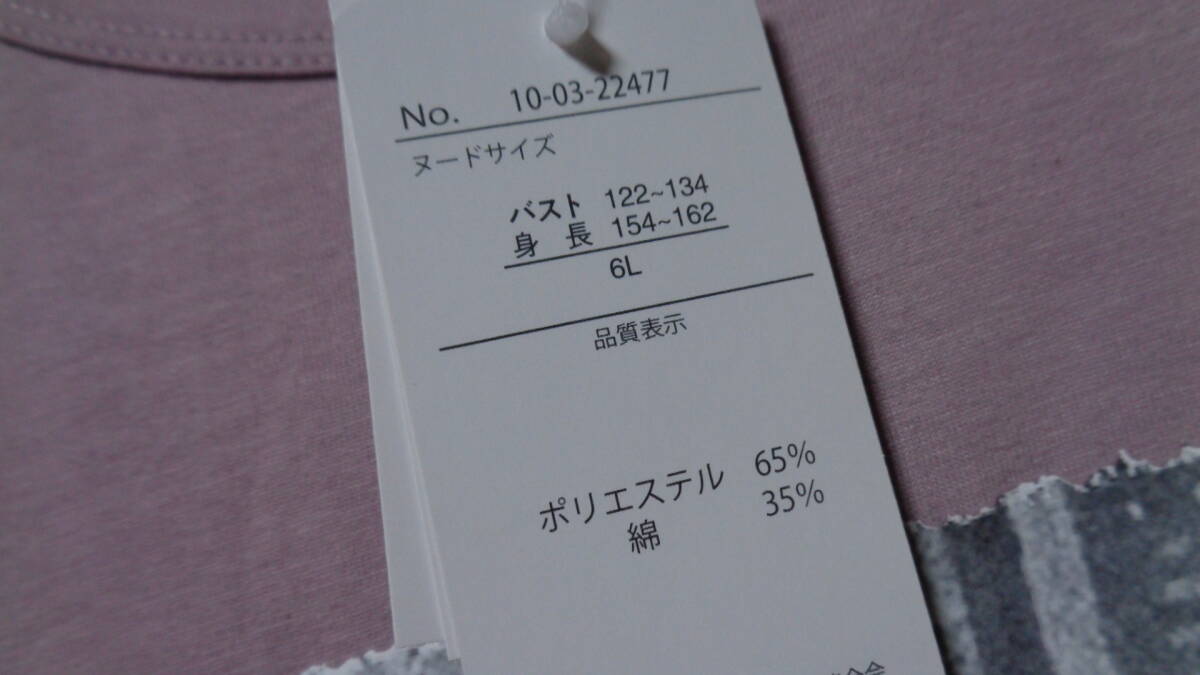 No. 10-03-22477
ヌードサイズ
バスト 122~134
身 長 154~162
6L
品質表示
ポリエステル 65%
綿 35%